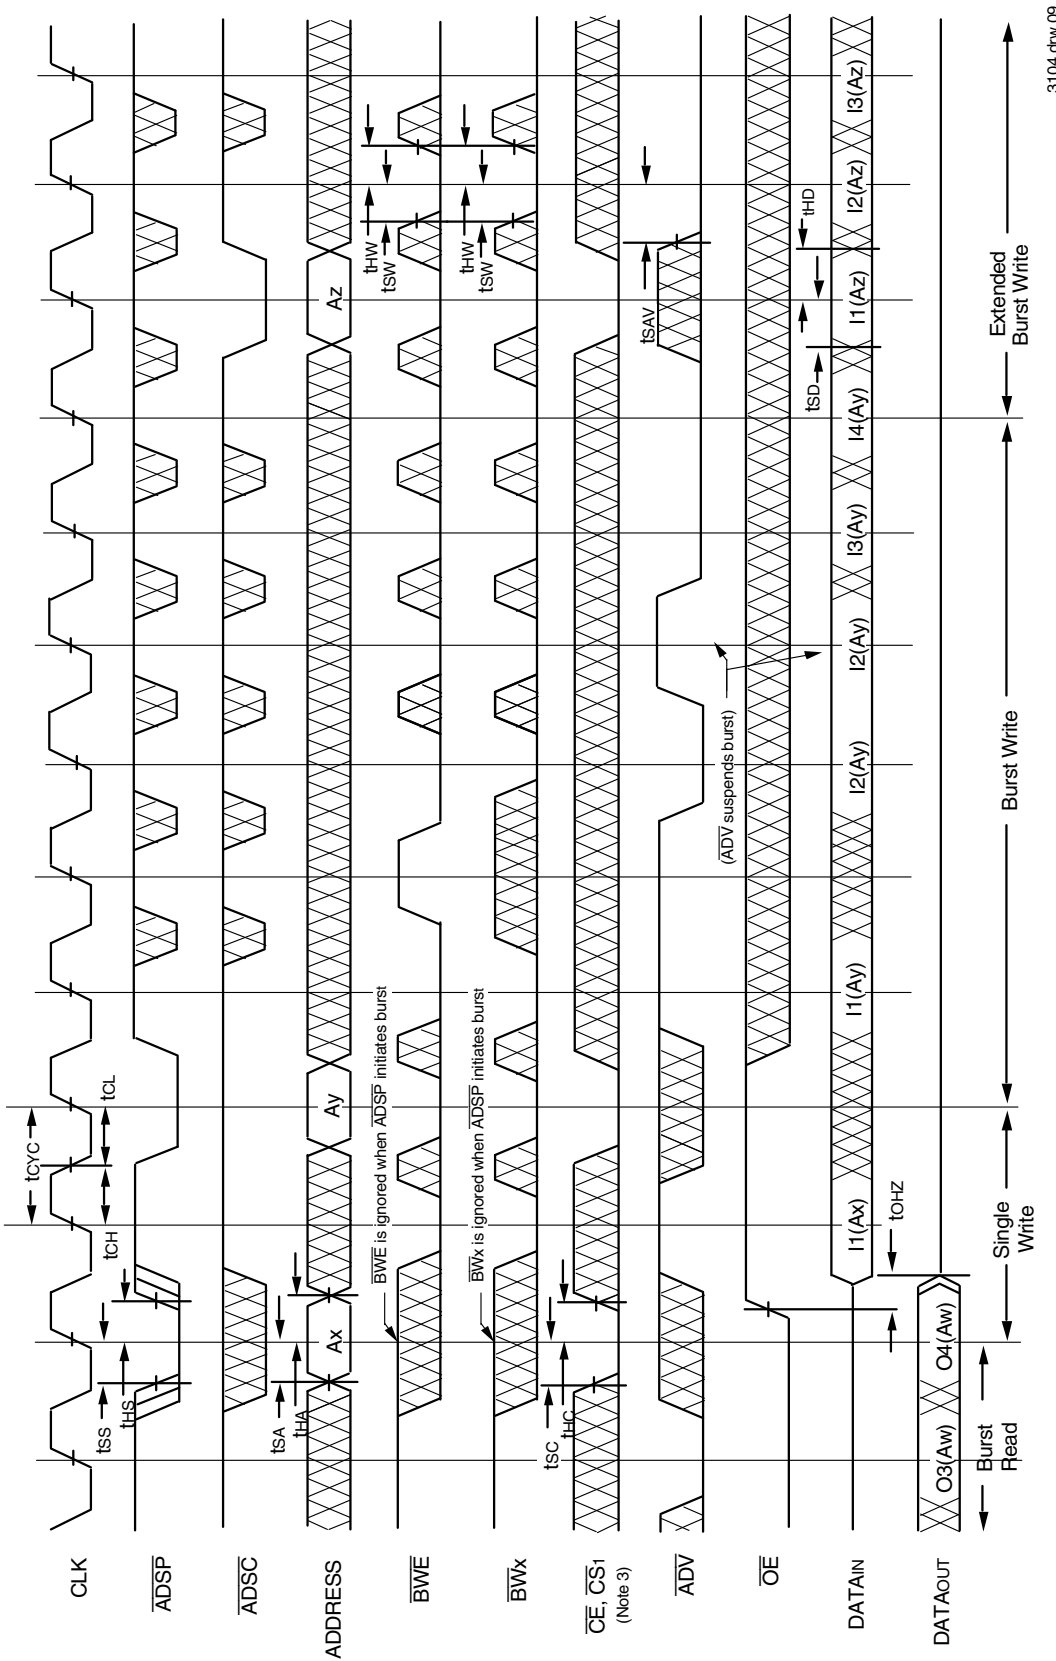 CLK
tCYC
tCH
tCL
ADSP
tSS
tHS
ADSC
ADDRESS
tSA
tHA
Ax
Ay
Az
BWE
BWE is ignored when ADSP initiates burst
tHW
tSW
BWx
BWx is ignored when ADSP initiates burst
tHW
tSW
CE, CS1
(Note 3)
tSC
tHC
ADV
tSAV
(ADV suspends burst)
OE
DATAIN
tSD
tHD
I1(Ax)
I1(Ay)
I2(Ay)
I2(Ay)
I3(Ay)
I4(Ay)
I1(Az)
I2(Az)
I3(Az)
tOHZ
DATAOUT
O3(Aw)
O4(Aw)
Burst
Read
Single
Write
Burst Write
Extended
Burst Write
3104 drw 09